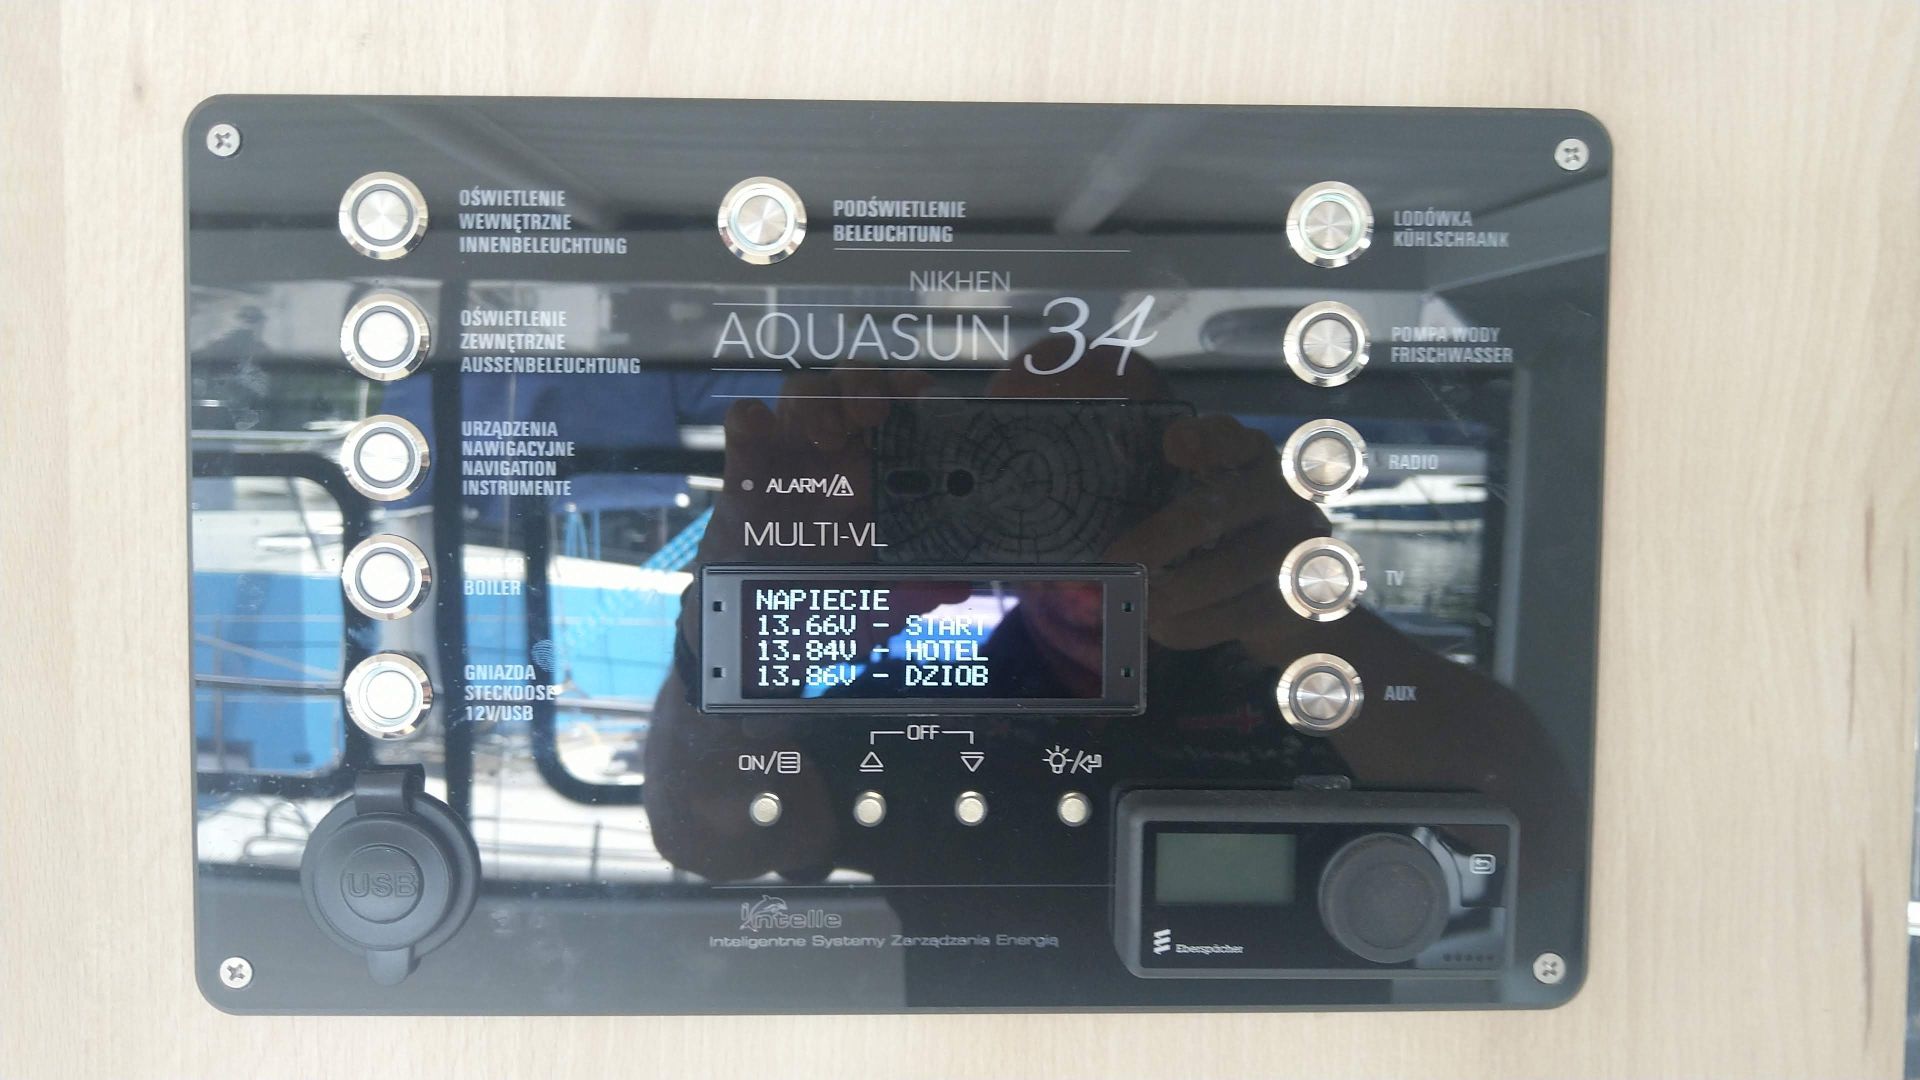 OŚWIETLENIE
WEWNĘTRZNE
INNENBELEUCHTUNG
PODŚWIETLENIE
BELEUCHTUNG
LODÓWKA
KÜHLSCHRANK
NIKHEN
AQUASUN 34
OŚWIETLENIE
ZEWNĘTRZNE
AUSSENBELEUCHTUNG
POMPA WODY
FRISCHWASSER
URZĄDZENIA
NAWIGACYJNE
NAVIGATION
INSTRUMENTE
RADIO
ALARM/
MULTI-VL
BOILER
TV
NAPIECIE
13.66V - START
13.84V - HOTEL
13.86V - DZIOB
GNIAZDA
STECKDOSE
12V/USB
AUX
OFF
ON/
USB
intelle
Inteligentne Systemy Zarządzania Energią
Eberspächer